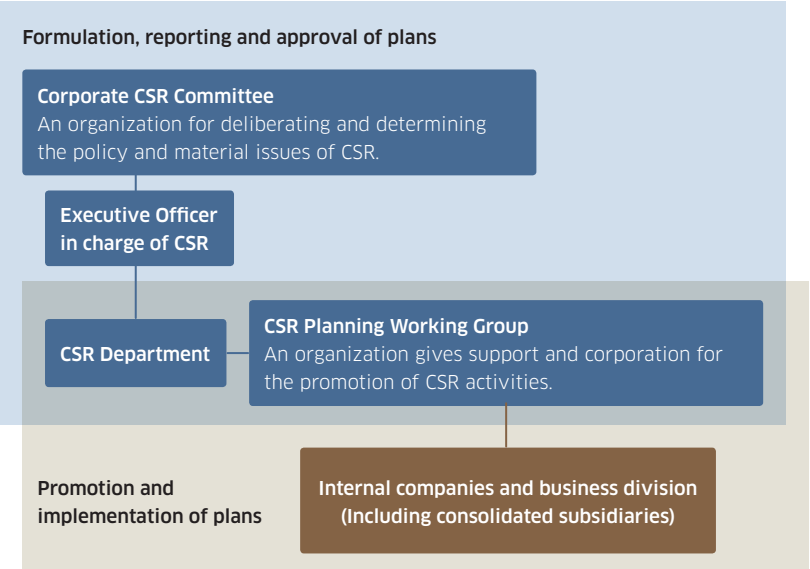 Formulation, reporting and approval of plans
Corporate CSR Committee
An organization for deliberating and determining
the policy and material issues of CSR.
Executive Officer
in charge of CSR
CSR Department
CSR Planning Working Group
An organization gives support and corporation for
the promotion of CSR activities.
Promotion and
implementation of plans
Internal companies and business division
(Including consolidated subsidiaries)